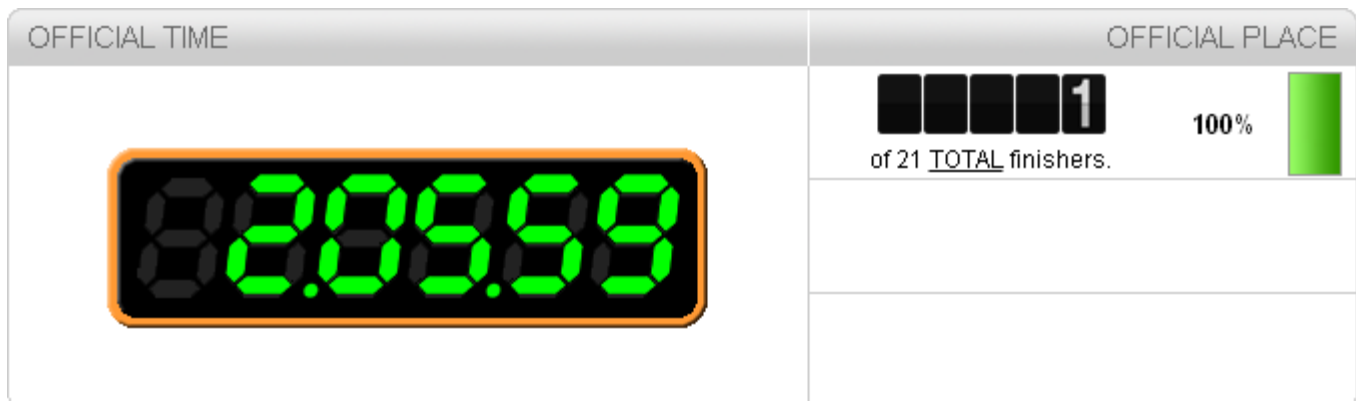 OFFICIAL TIME
OFFICIAL PLACE
2.05.59
1
100%
of 21 TOTAL finishers.